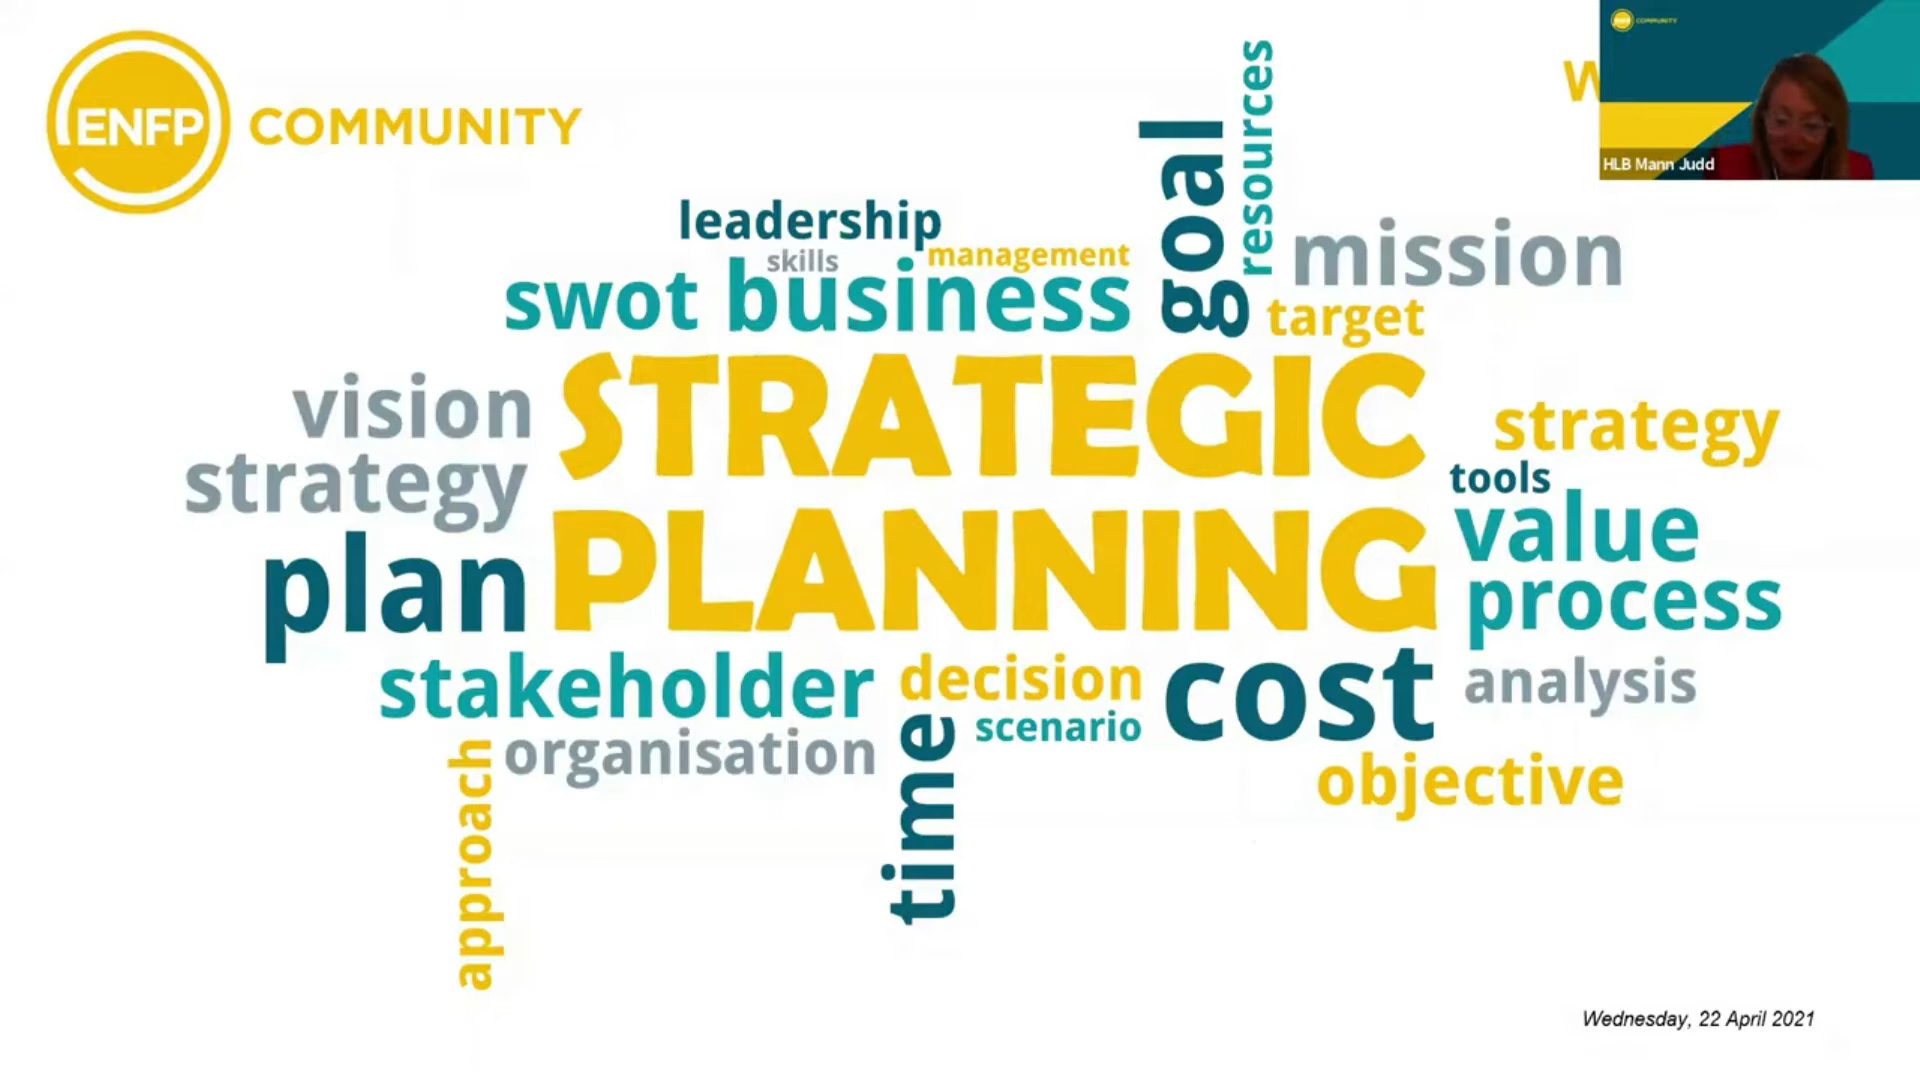 ENFP
COMMUNITY
COMMUNITY
HLB Mann Judd
resources
goal
leadership
skills
management
mission
swot business
target
STRATEGIC
vision
strategy
strategy
tools
value
PLANNING
plan
process
stakeholder
decision
cost
analysis
scenario
organisation
time
objective
approach
Wednesday, 22 April 2021